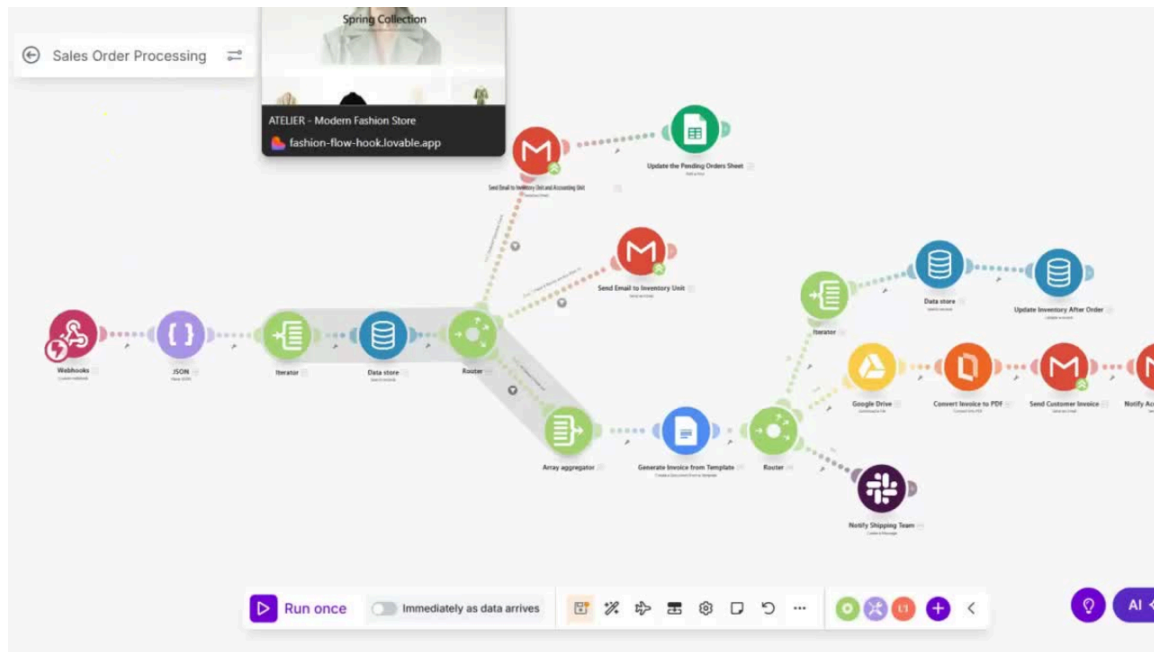 Spring Collection
Sales Order Processing
ATELIER - Modern Fashion Store
fashion-flow-hook.lovable.app
Update the Pending Orders Sheet
Send Email to Inventory Unit and Accounting Unit
Send Email to Inventory Unit
Data store
Update Inventory After Order
Iterator
Webhooks
JSON
Iterator
Data store
Router
Google Drive
Convert Invoice to PDF
Send Customer Invoice
Notify Ac
Array aggregator
Generate Invoice from Template
Router
Notify Shipping Team
Run once
Immediately as data arrives
AI